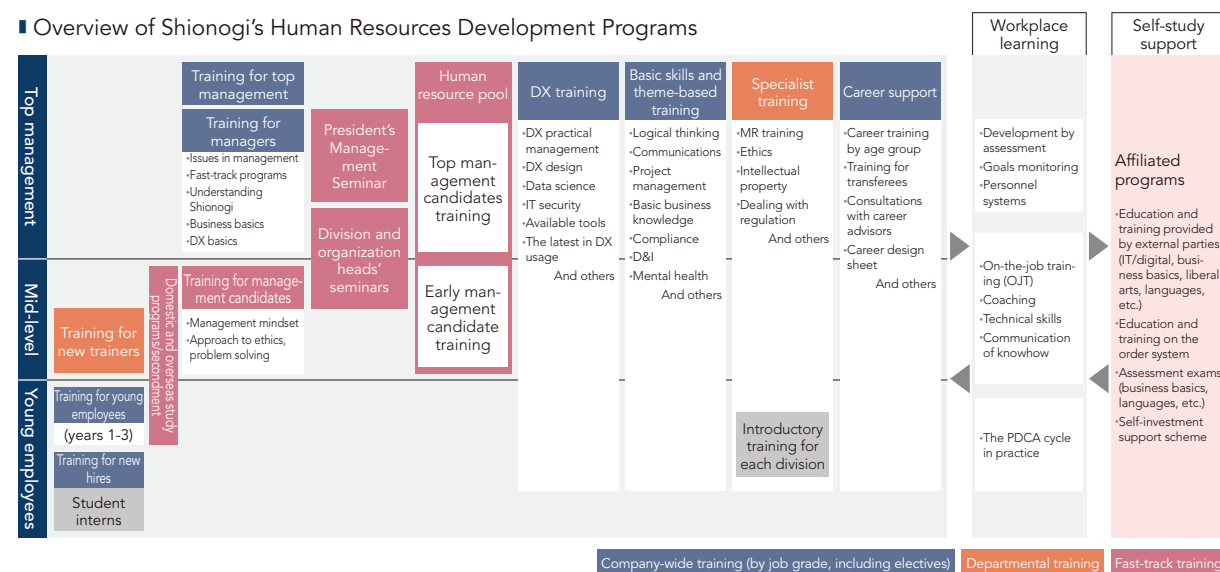 Overview of Shionogi's Human Resources Development Programs
Workplace
learning
Self-study
support
Top management
Mid-level
Young employees
Training for top
management
Training for
managers
•Issues in management
•Fast-track programs
•Understanding
Shionogi
•Business basics
•DX basics
Training for manage-
ment candidates
•Management mindset
•Approach to ethics,
problem solving
Training for
new trainers
Training for young
employees
(years 1-3)
Training for new
hires
Student
interns
Domestic and overseas study
programs/secondment
President's
Manage-
ment
Seminar
Division and
organization
heads'
seminars
Human
resource pool
Top man-
agement
candidates
training
Early man-
agement
candidate
training
DX training
•DX practical
management
•DX design
•Data science
•IT security
•Available tools
•The latest in DX
usage
And others
Basic skills and
theme-based
training
•Logical thinking
•Communications
•Project
management
•Basic business
knowledge
•Compliance
•D&I
•Mental health
And others
Specialist
training
•MR training
•Ethics
•Intellectual
property
•Dealing with
regulation
And others
Introductory
training for
each division
Career support
•Career training
by age group
•Training for
transferees
•Consultations
with career
advisors
•Career design
sheet
And others
•Development by
assessment
•Goals monitoring
•Personnel
systems
•On-the-job train-
ing (OJT)
•Coaching
•Technical skills
•Communication
of knowhow
•The PDCA cycle
in practice
Affiliated
programs
•Education and
training provided
by external parties
(IT/digital, busi-
ness basics, liberal
arts, languages,
etc.)
•Education and
training on the
order system
•Assessment exams
(business basics,
languages, etc.)
•Self-investment
support scheme
Company-wide training (by job grade, including electives)
Departmental training
Fast-track training